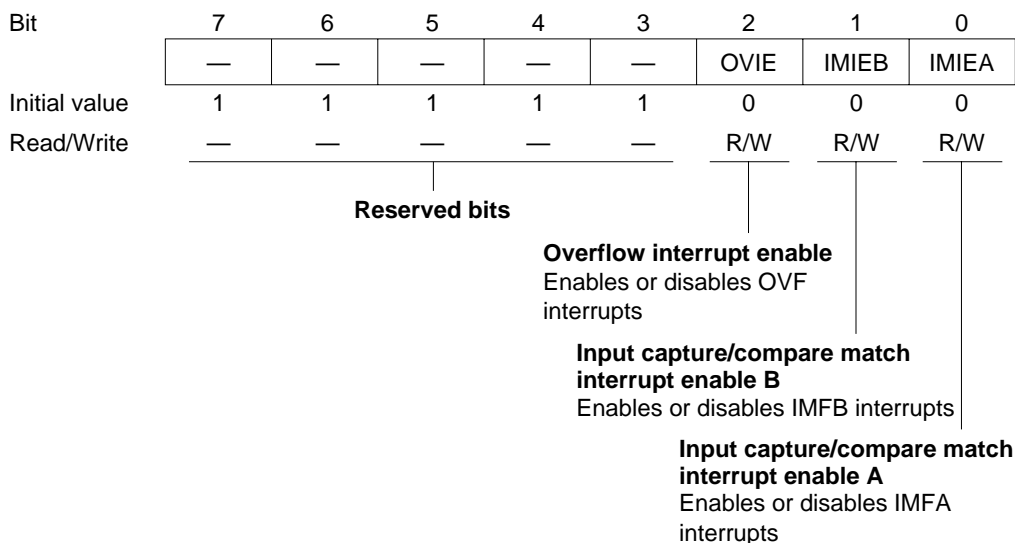 Bit 7 6 5 4 3 2 1 0
— — — — — OVIE IMIEB IMIEA
Initial value 1 1 1 1 1 0 0 0
Read/Write — — — — — R/W R/W R/W
Reserved bits
Overflow interrupt enable
Enables or disables OVF
interrupts
Input capture/compare match
interrupt enable B
Enables or disables IMFB interrupts
Input capture/compare match
interrupt enable A
Enables or disables IMFA
interrupts